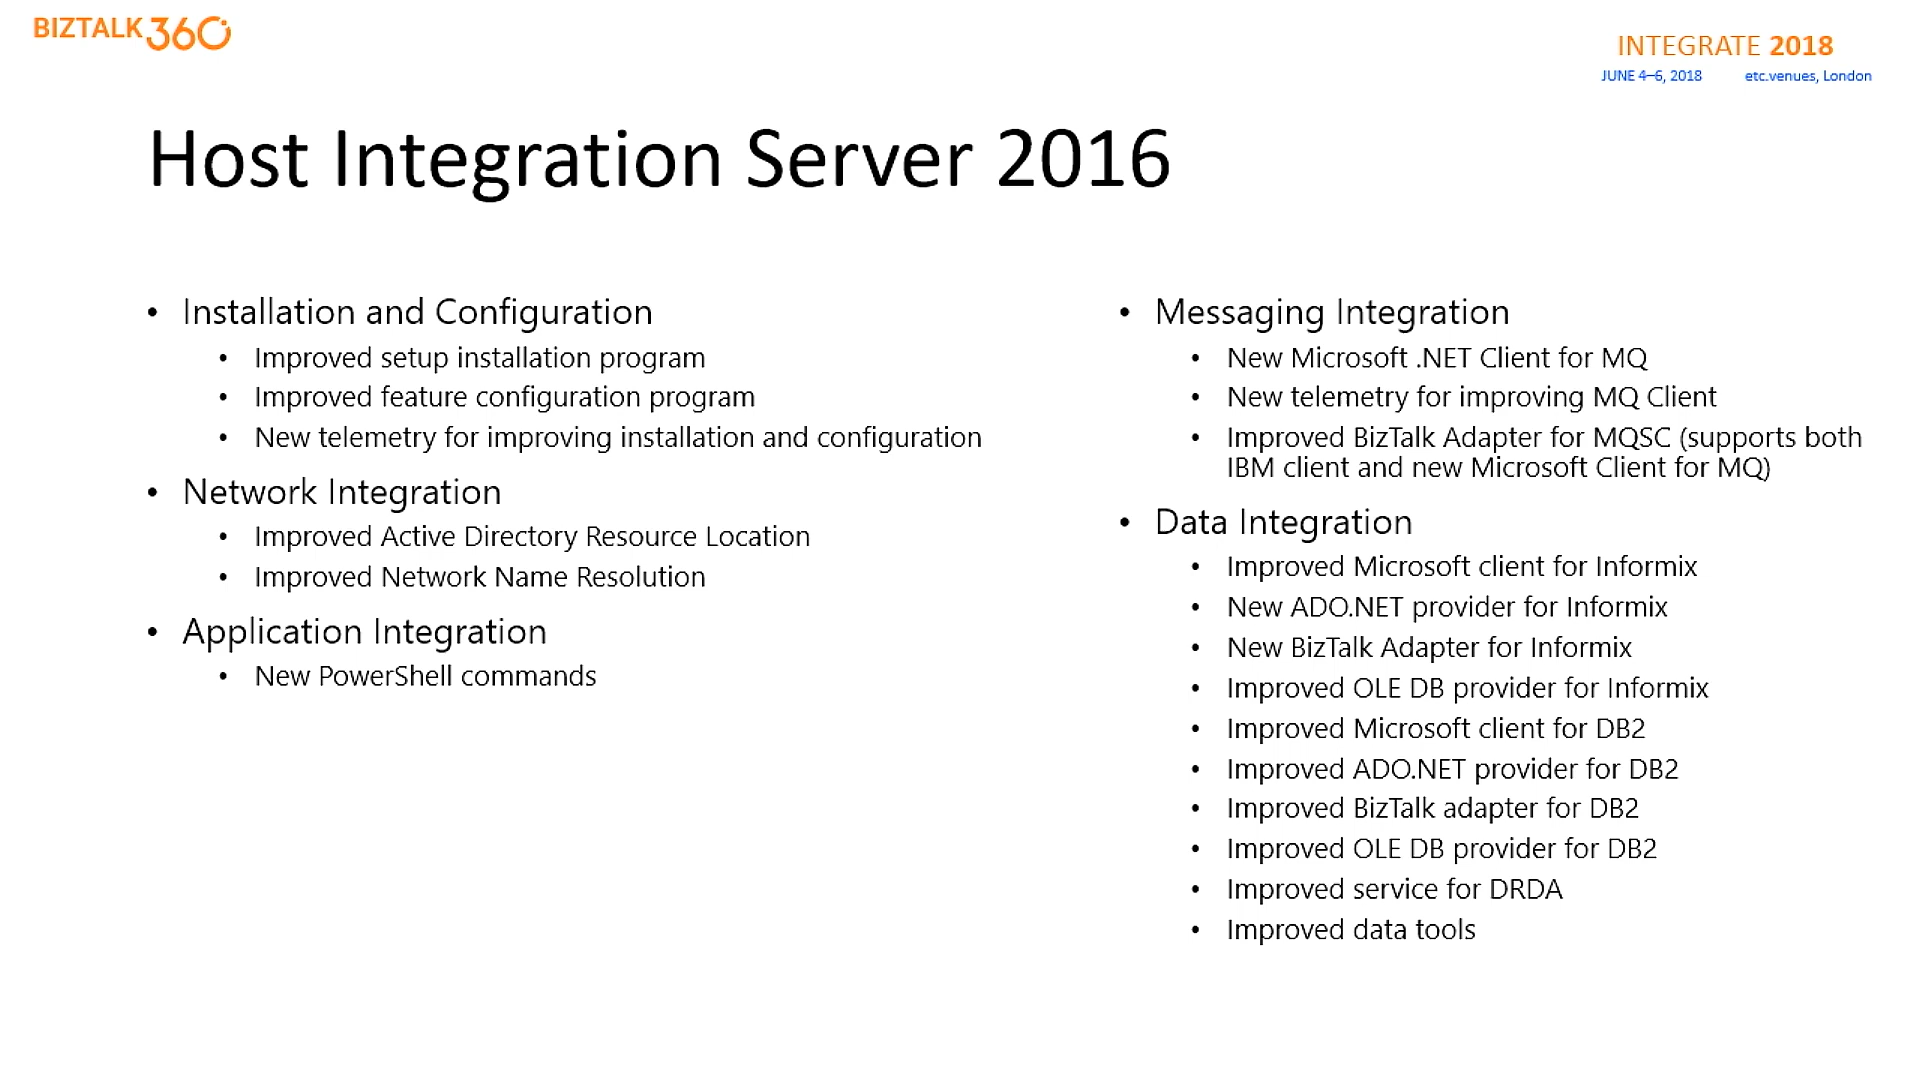 BIZTALK360
INTEGRATE 2018
JUNE 4–6, 2018 etc.venues, London
Host Integration Server 2016
• Installation and Configuration
• Improved setup installation program
• Improved feature configuration program
• New telemetry for improving installation and configuration
• Network Integration
• Improved Active Directory Resource Location
• Improved Network Name Resolution
• Application Integration
• New PowerShell commands
• Messaging Integration
• New Microsoft .NET Client for MQ
• New telemetry for improving MQ Client
• Improved BizTalk Adapter for MQSC (supports both
IBM client and new Microsoft Client for MQ)
• Data Integration
• Improved Microsoft client for Informix
• New ADO.NET provider for Informix
• New BizTalk Adapter for Informix
• Improved OLE DB provider for Informix
• Improved Microsoft client for DB2
• Improved ADO.NET provider for DB2
• Improved BizTalk adapter for DB2
• Improved OLE DB provider for DB2
• Improved service for DRDA
• Improved data tools